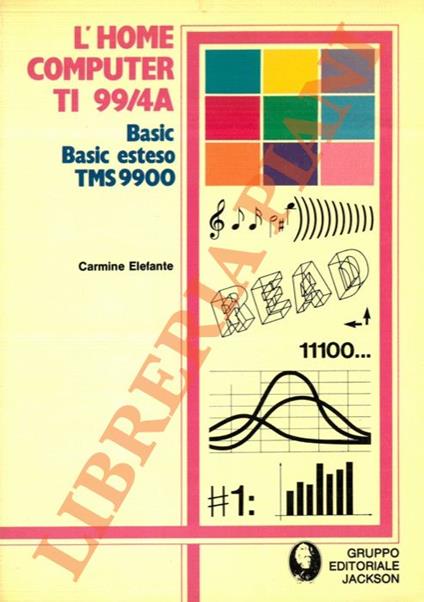 L'HOME
COMPUTER
TI 99/4A
Basic
Basic esteso
TMS 9900
Carmine Elefante
READ
11100...
#1:
GRUPPO
EDITORIALE
JACKSON
LIBRERIA PIANI